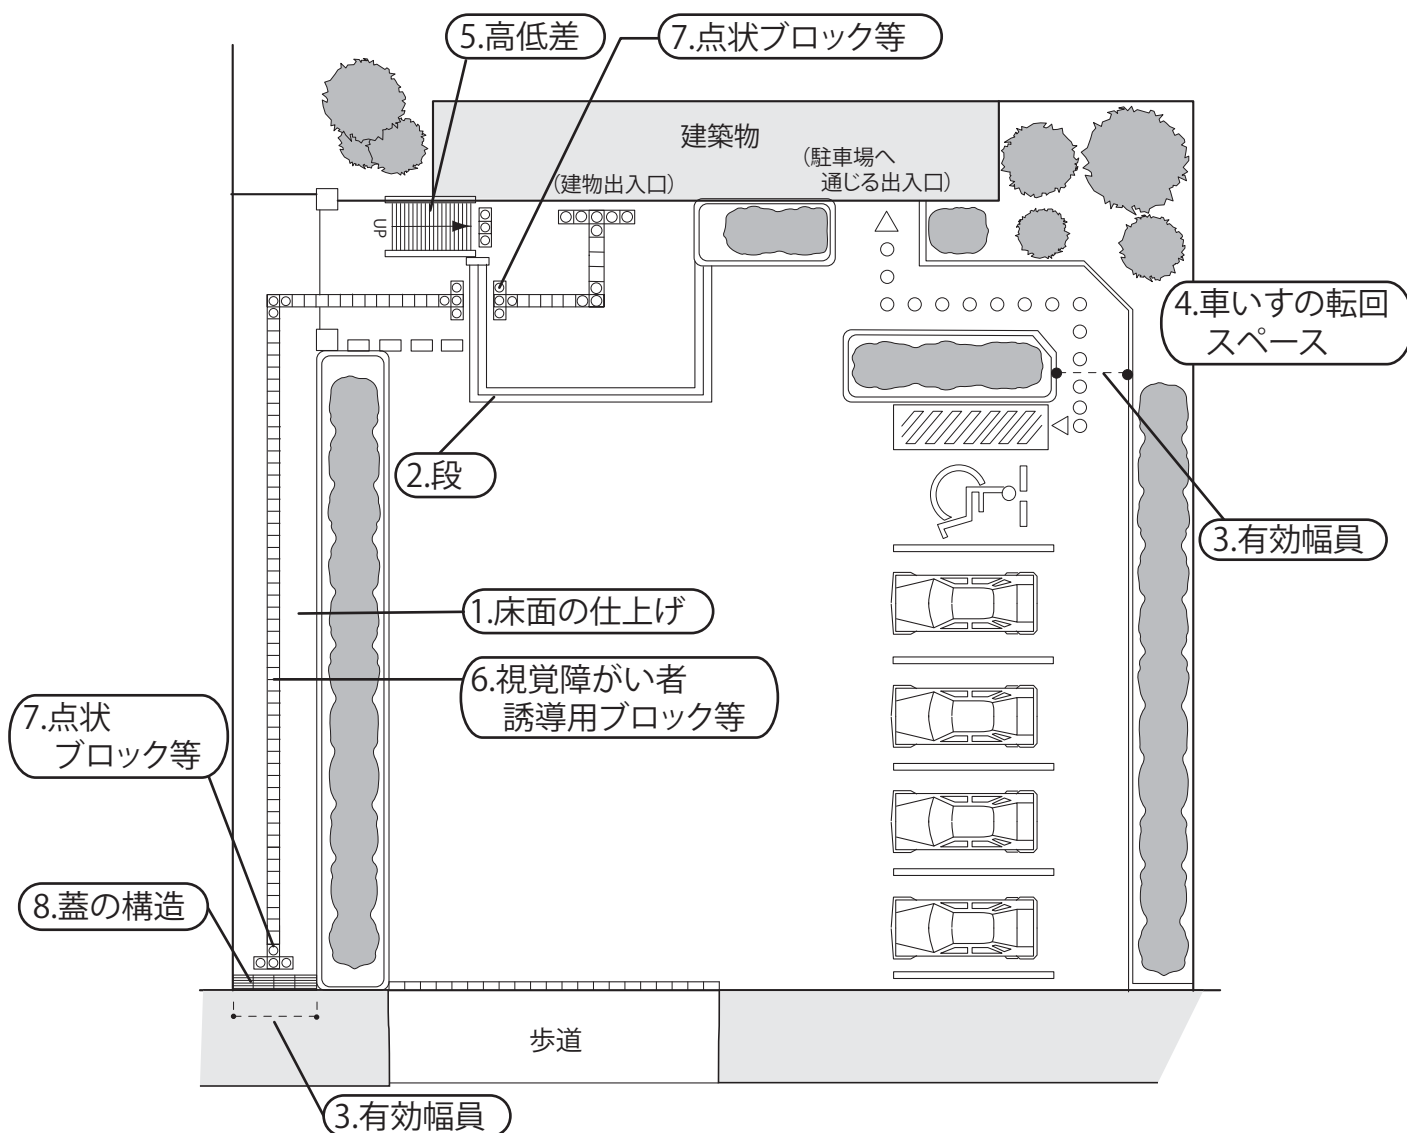 5.高低差
7.点状ブロック等
建築物
(駐車場へ
通じる出入口)
(建物出入口)
UP
4.車いすの転回
スペース
2.段
3.有効幅員
1.床面の仕上げ
6.視覚障がい者
誘導用ブロック等
7.点状
ブロック等
8.蓋の構造
歩道
3.有効幅員